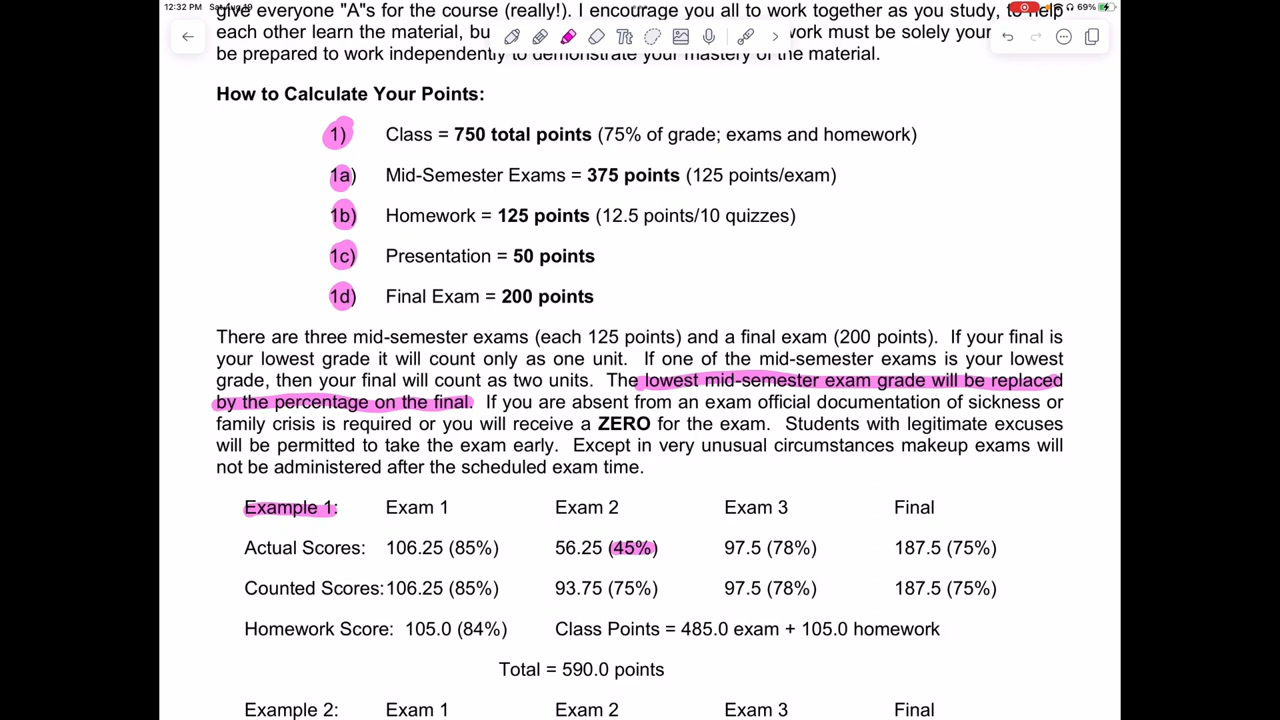 12:32 PM Sat Aug 19
69%
give everyone "A"s for the course (really!). I encourage you all to work together as you study, to help
each other learn the material, bu work must be solely your
be prepared to work independently to demonstrate your mastery of the material.
How to Calculate Your Points:
1) Class = 750 total points (75% of grade; exams and homework)
1a) Mid-Semester Exams = 375 points (125 points/exam)
1b) Homework = 125 points (12.5 points/10 quizzes)
1c) Presentation = 50 points
1d) Final Exam = 200 points
There are three mid-semester exams (each 125 points) and a final exam (200 points). If your final is
your lowest grade it will count only as one unit. If one of the mid-semester exams is your lowest
grade, then your final will count as two units. The lowest mid-semester exam grade will be replaced
by the percentage on the final. If you are absent from an exam official documentation of sickness or
family crisis is required or you will receive a ZERO for the exam. Students with legitimate excuses
will be permitted to take the exam early. Except in very unusual circumstances makeup exams will
not be administered after the scheduled exam time.
Example 1: Exam 1 Exam 2 Exam 3 Final
Actual Scores: 106.25 (85%) 56.25 (45%) 97.5 (78%) 187.5 (75%)
Counted Scores: 106.25 (85%) 93.75 (75%) 97.5 (78%) 187.5 (75%)
Homework Score: 105.0 (84%) Class Points = 485.0 exam + 105.0 homework
Total = 590.0 points
Example 2: Exam 1 Exam 2 Exam 3 Final